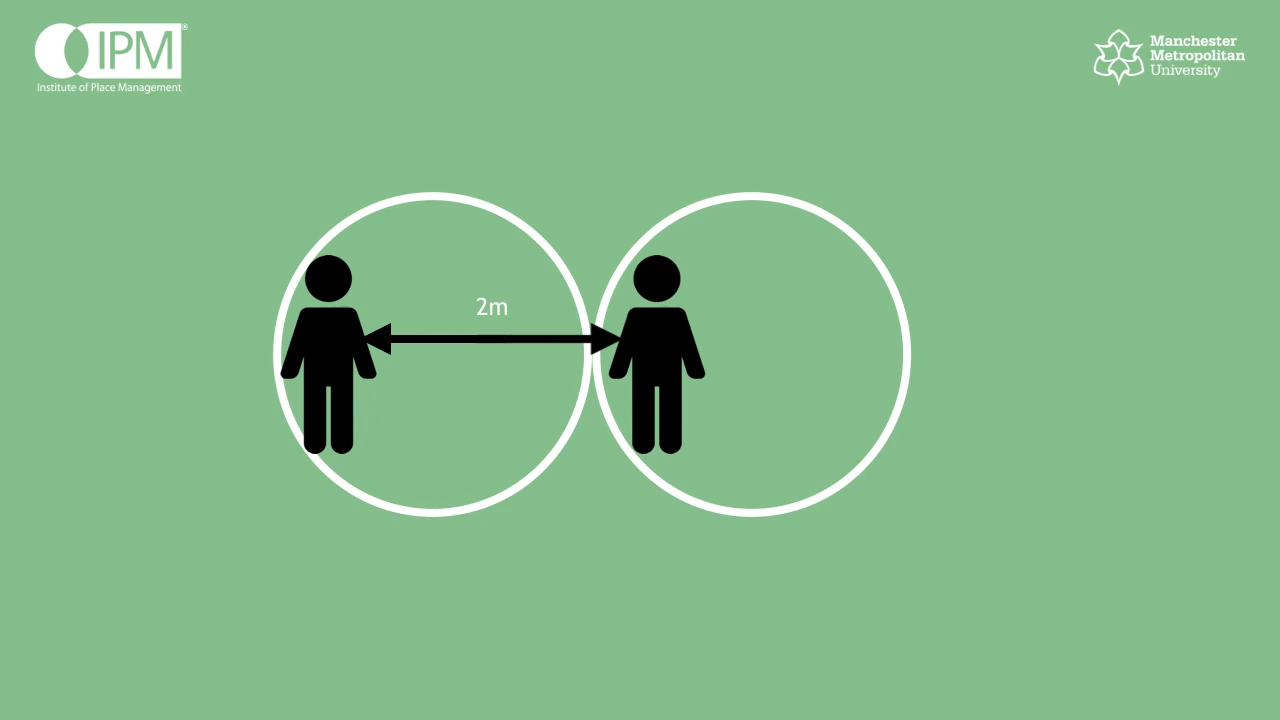 IPM®
Institute of Place Management
Manchester
Metropolitan
University
2m